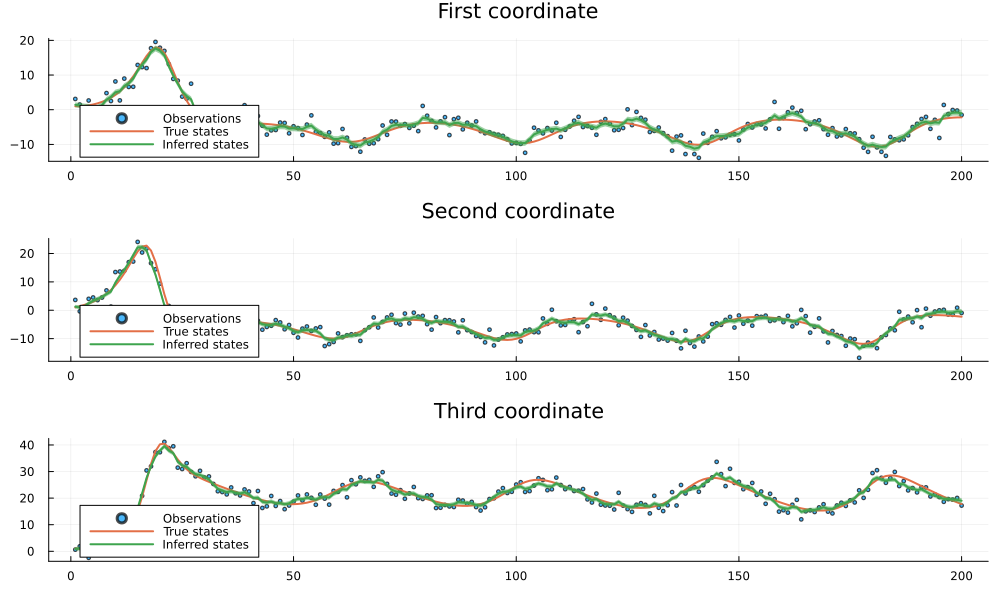 First coordinate
20
10
0
−10
Observations
True states
Inferred states
0 50 100 150 200
Second coordinate
20
10
0
−10
Observations
True states
Inferred states
0 50 100 150 200
Third coordinate
40
30
20
10
0
Observations
True states
Inferred states
0 50 100 150 200